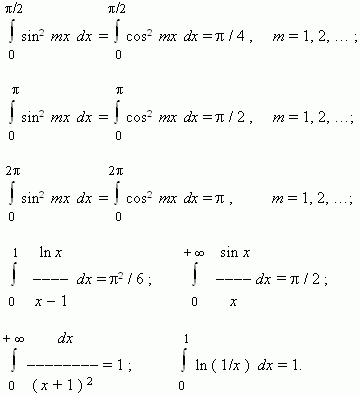 π/2 π/2
∫ sin² mx dx = ∫ cos² mx dx = π / 4 , m = 1, 2, … ;
0 0
π π
∫ sin² mx dx = ∫ cos² mx dx = π / 2 , m = 1, 2, …;
0 0
2π 2π
∫ sin² mx dx = ∫ cos² mx dx = π , m = 1, 2, …;
0 0
1 ln x + ∞ sin x
∫ ––––– dx = π² / 6 ; ∫ ––––– dx = π / 2 ;
0 x − 1 0 x
+ ∞ dx 1
∫ ––––––––– = 1 ; ∫ ln ( 1/x ) dx = 1.
0 ( x + 1 ) ² 0